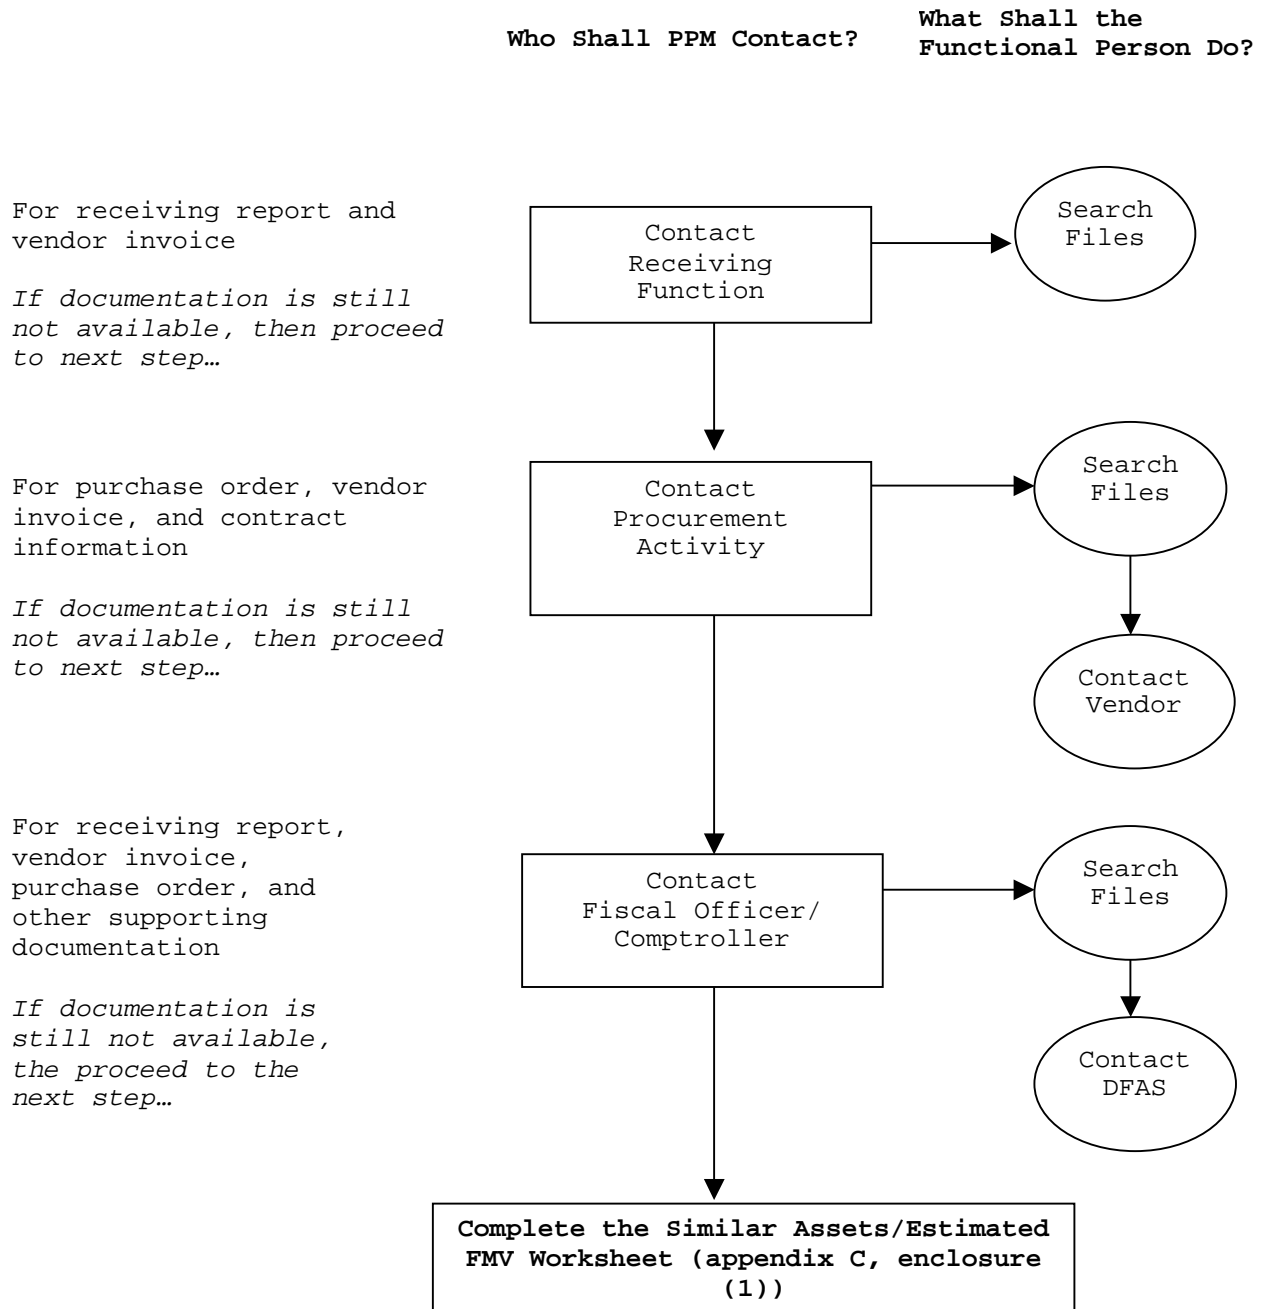 Who Shall PPM Contact?
What Shall the
Functional Person Do?
For receiving report and
vendor invoice
If documentation is still
not available, then proceed
to next step…
Contact
Receiving
Function
Search
Files
For purchase order, vendor
invoice, and contract
information
If documentation is still
not available, then proceed
to next step…
Contact
Procurement
Activity
Search
Files
Contact
Vendor
For receiving report,
vendor invoice,
purchase order, and
other supporting
documentation
If documentation is
still not available,
the proceed to the
next step…
Contact
Fiscal Officer/
Comptroller
Search
Files
Contact
DFAS
Complete the Similar Assets/Estimated
FMV Worksheet (appendix C, enclosure
(1))